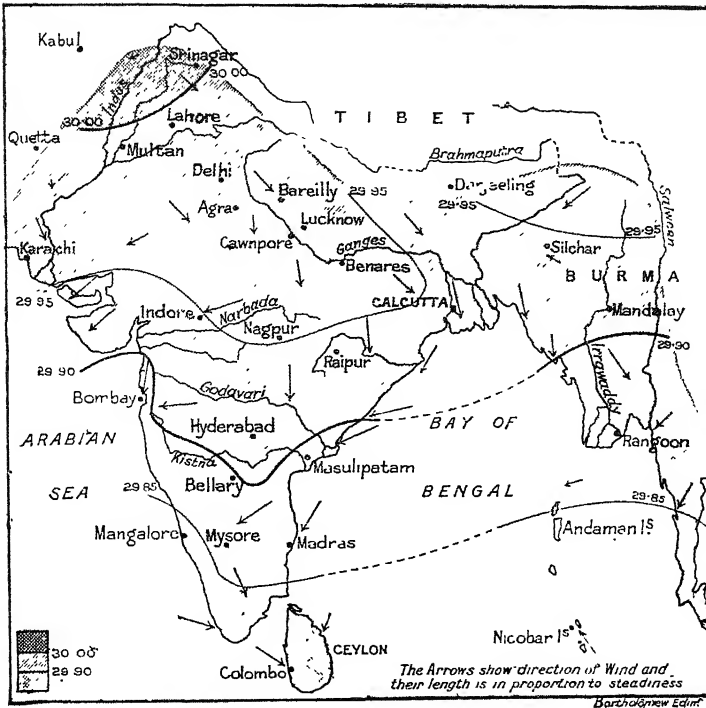 Kabul
Srinagar
30 00
Indus
30.00
Lahore
TIBET
Quetta
Multan
Brahmaputra
Delhi
Bareilly
29.95
Darjeeling
Salween
Agra
Lucknow
29.95
29.95
Karachi
Cawnpore
Ganges
Silchar
Benares
BURMA
29.95
Indore
Narbada
CALCUTTA
Mandalay
Nagpur
29.90
Raipur
29 90
Irrawaddy
Bombay
Godavari
ARABIAN
Hyderabad
BAY OF
Rangoon
Kistna
Masulipatam
SEA
29.85
Bellary
BENGAL
29.85
Mangalore
Mysore
Madras
Andaman Is
Nicobar Is
CEYLON
30 00
29 90
Colombo
The Arrows show direction of Wind and
their length is in proportion to steadiness
Bartholomew Edin.